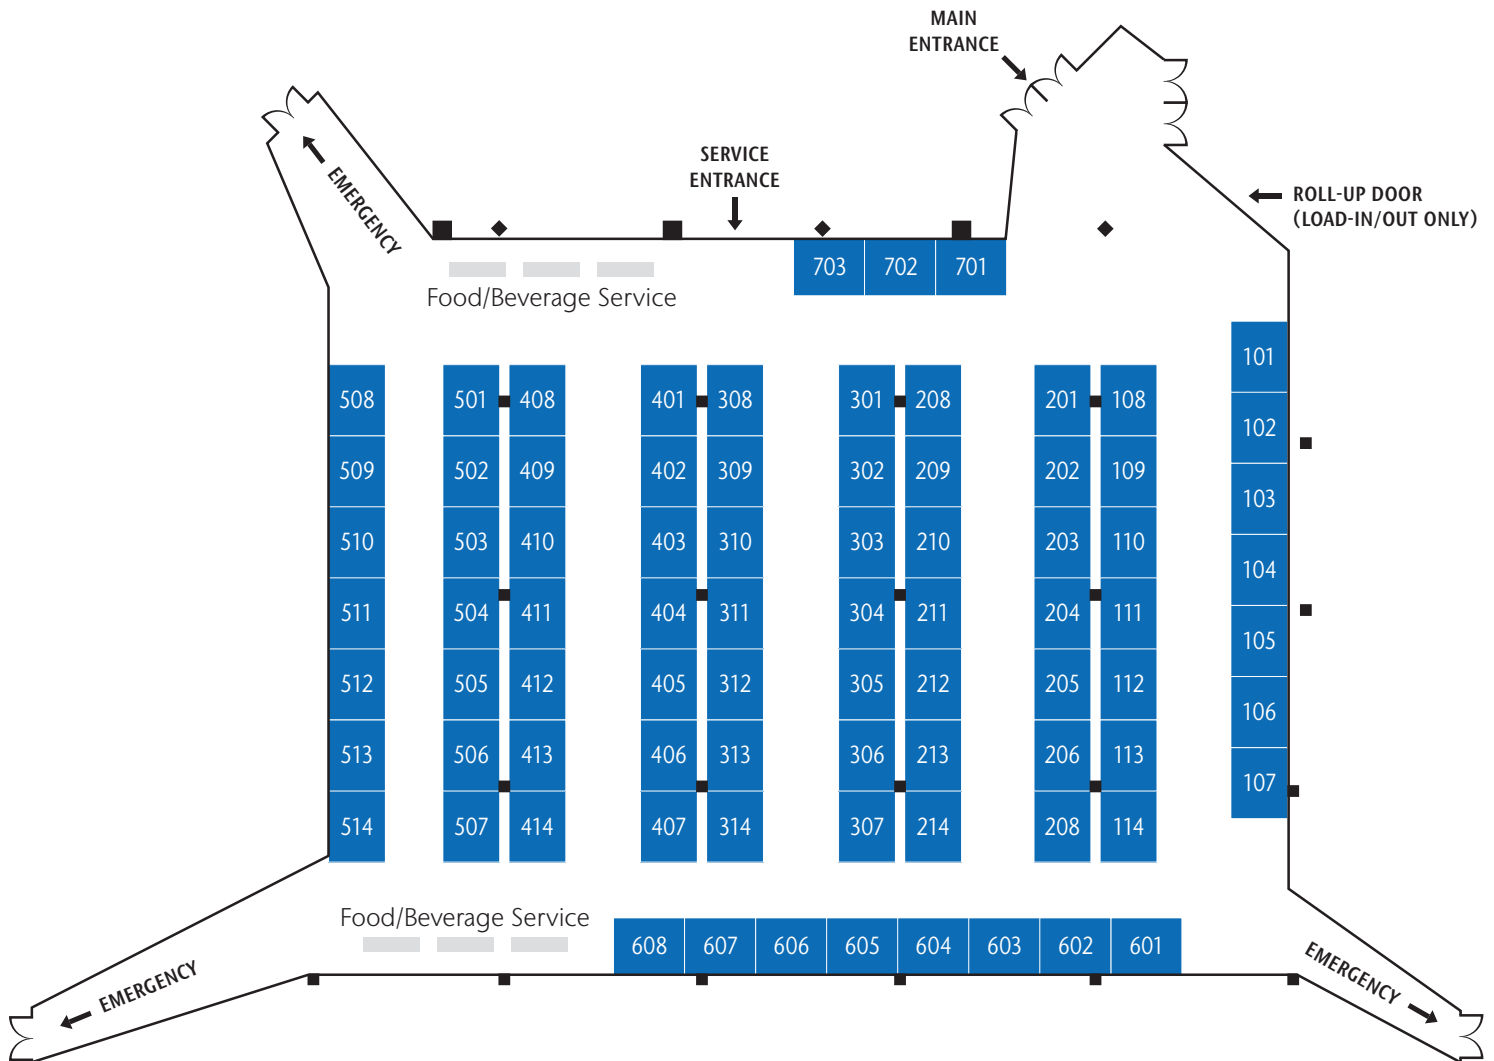 MAIN
ENTRANCE
SERVICE
ENTRANCE
EMERGENCY
ROLL-UP DOOR
(LOAD-IN/OUT ONLY)
703 702 701
Food/Beverage Service
101
508 501 408 401 308 301 208 201 108
102
509 502 409 402 309 302 209 202 109
103
510 503 410 403 310 303 210 203 110
104
511 504 411 404 311 304 211 204 111
105
512 505 412 405 312 305 212 205 112
106
513 506 413 406 313 306 213 206 113
107
514 507 414 407 314 307 214 208 114
Food/Beverage Service
608 607 606 605 604 603 602 601
EMERGENCY
EMERGENCY